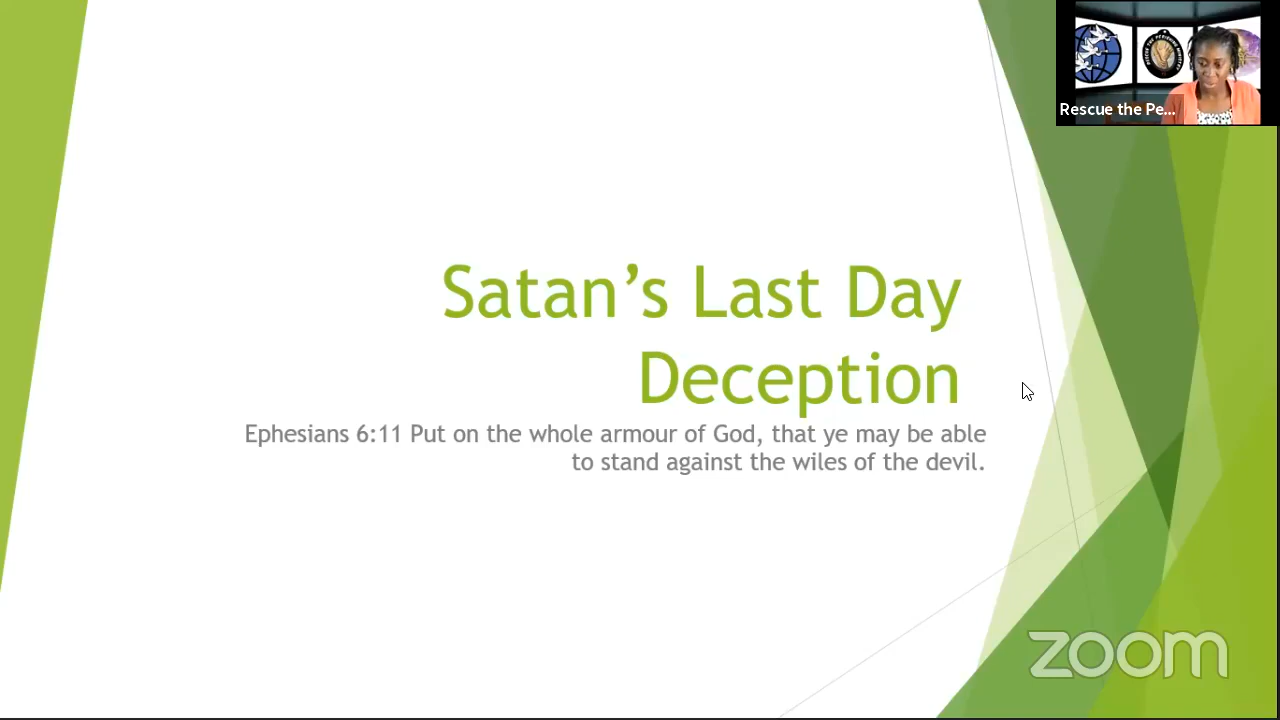 Rescue the Pe...
Satan’s Last Day
Deception
Ephesians 6:11 Put on the whole armour of God, that ye may be able
to stand against the wiles of the devil.
zoom